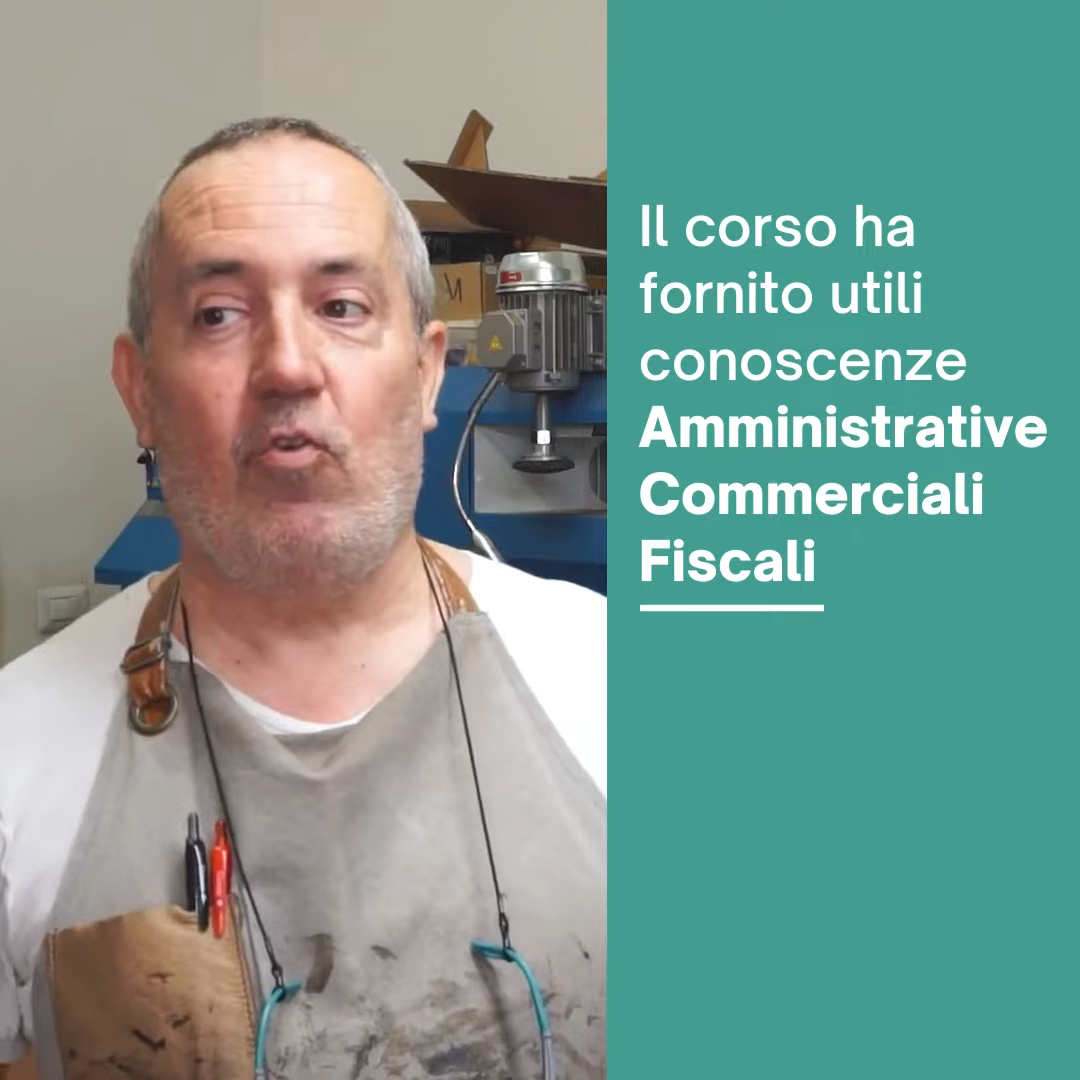 Il corso ha
fornito utili
conoscenze
Amministrative
Commerciali
Fiscali